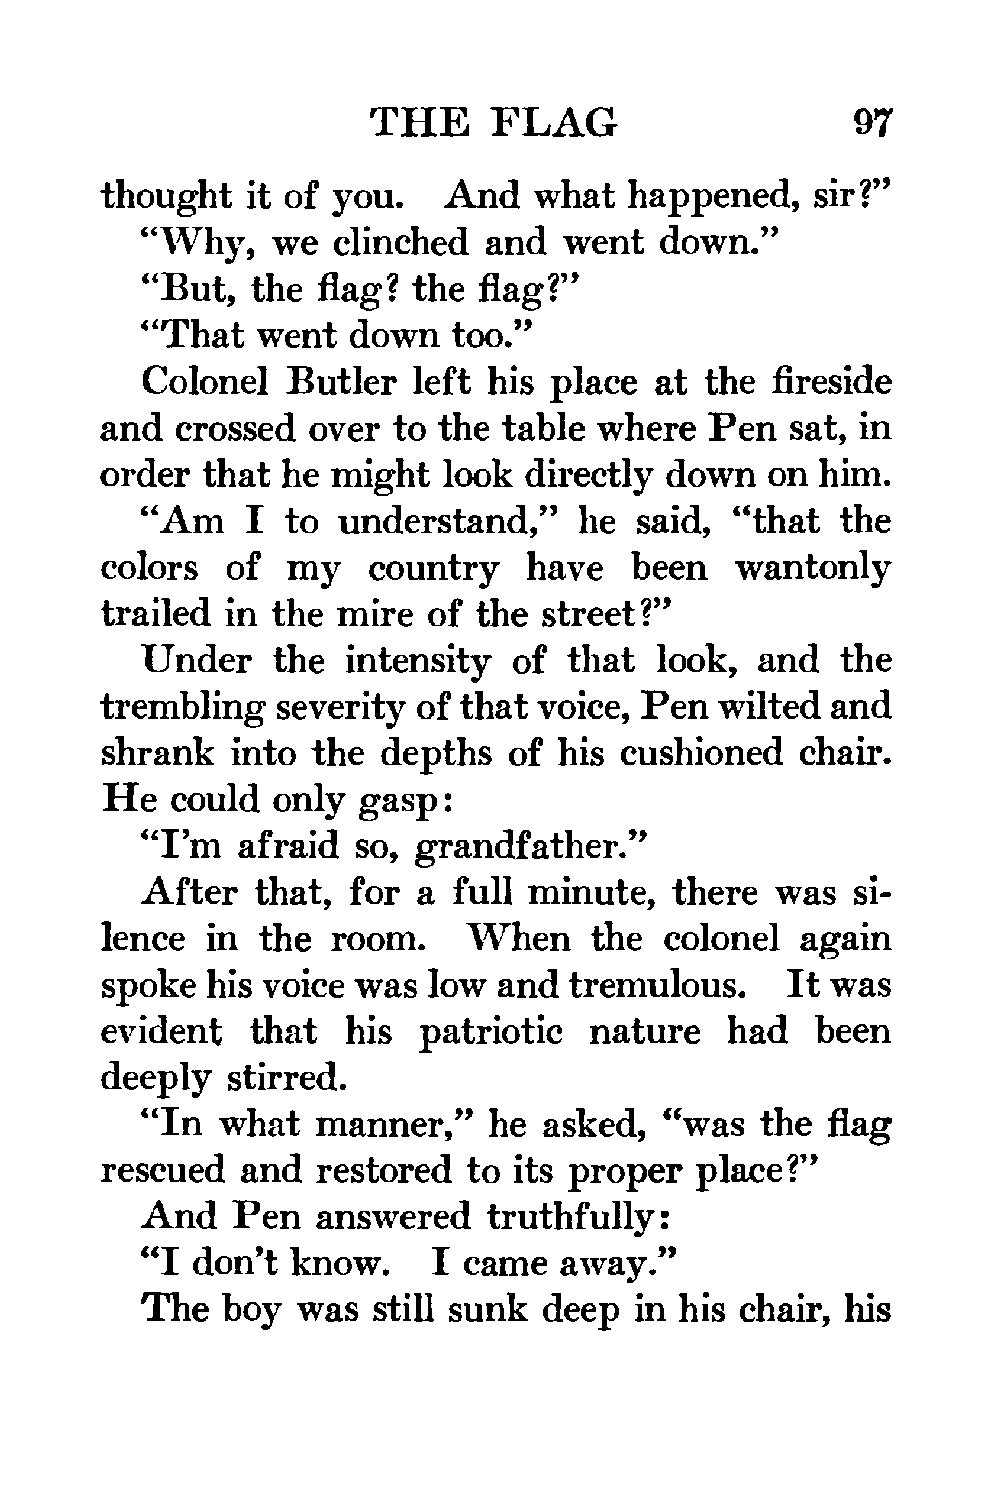 THE FLAG 97
thought it of you. And what happened, sir?”
“Why, we clinched and went down.”
“But, the flag? the flag?”
“That went down too.”
Colonel Butler left his place at the fireside
and crossed over to the table where Pen sat, in
order that he might look directly down on him.
“Am I to understand,” he said, “that the
colors of my country have been wantonly
trailed in the mire of the street?”
Under the intensity of that look, and the
trembling severity of that voice, Pen wilted and
shrank into the depths of his cushioned chair.
He could only gasp:
“I’m afraid so, grandfather.”
After that, for a full minute, there was si-
lence in the room. When the colonel again
spoke his voice was low and tremulous. It was
evident that his patriotic nature had been
deeply stirred.
“In what manner,” he asked, “was the flag
rescued and restored to its proper place?”
And Pen answered truthfully:
“I don’t know. I came away.”
The boy was still sunk deep in his chair, his